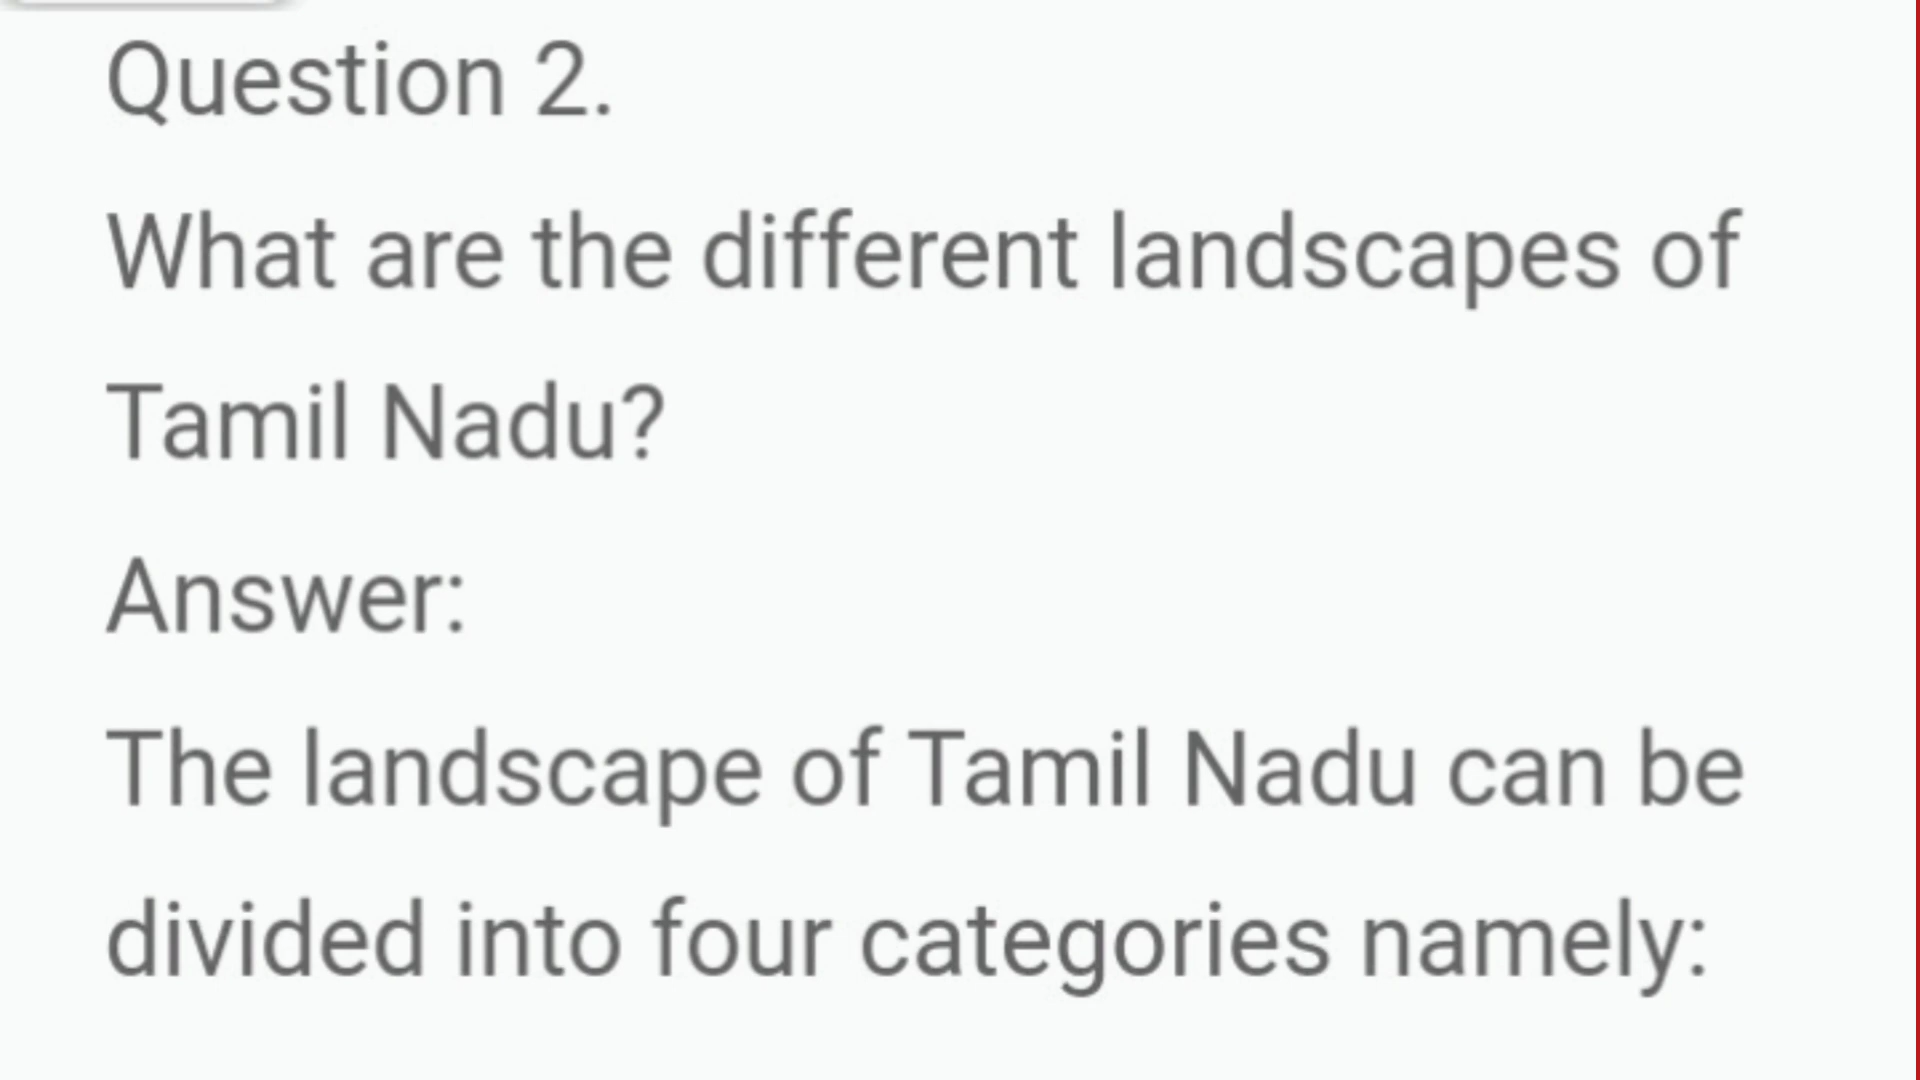 Question 2.
What are the different landscapes of
Tamil Nadu?
Answer:
The landscape of Tamil Nadu can be
divided into four categories namely: